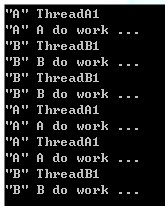 "A" ThreadA1
"A" A do work ...
"B" ThreadB1
"B" B do work ...
"B" ThreadB1
"B" B do work ...
"A" ThreadA1
"A" A do work ...
"A" ThreadA1
"A" A do work ...
"B" ThreadB1
"B" B do work ...